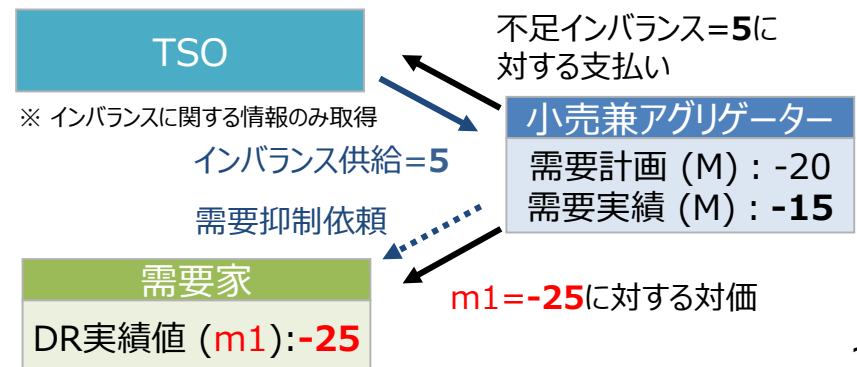 TSO
※ インバランスに関する情報のみ取得
不足インバランス=5に
対する支払い
インバランス供給=5
小売兼アグリゲーター
需要計画 (M) : -20
需要実績 (M) : -15
需要抑制依頼
需要家
DR実績値 (m1):-25
m1=-25に対する対価